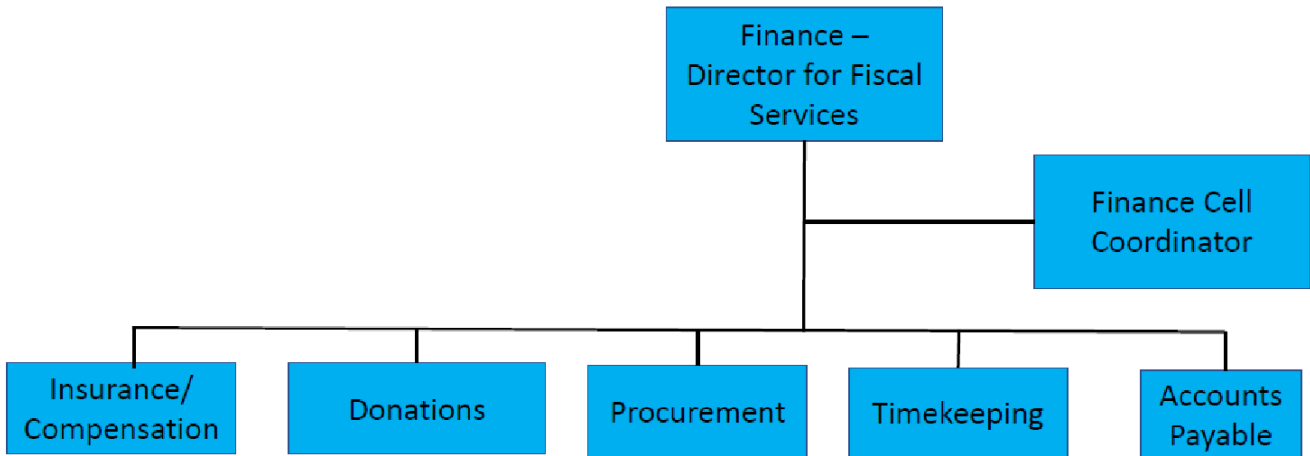 Finance –
Director for Fiscal
Services
Finance Cell
Coordinator
Insurance/
Compensation
Donations
Procurement
Timekeeping
Accounts
Payable